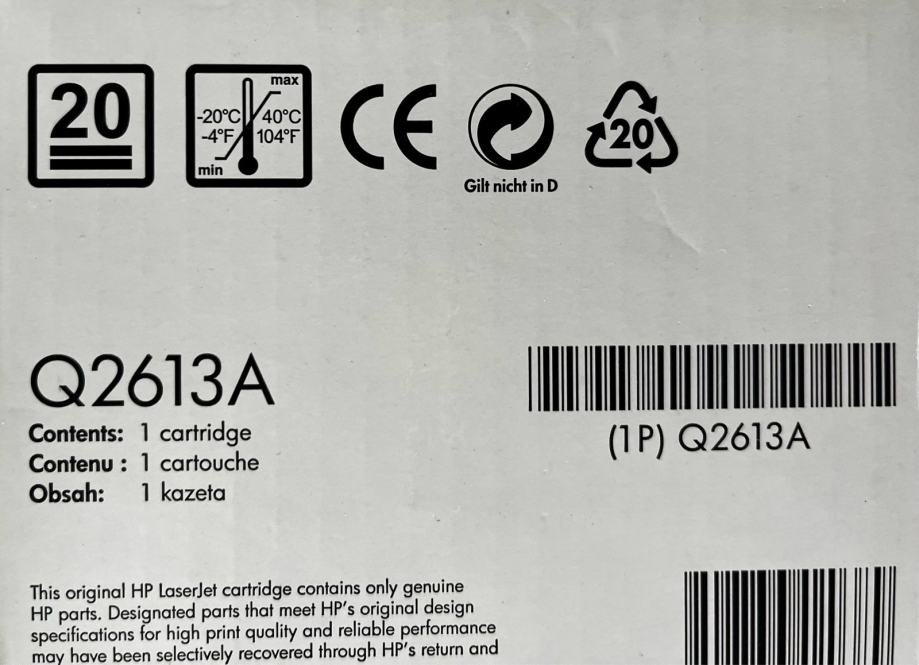 20
max
-20°C 40°C
-4°F 104°F
min
CE
Gilt nicht in D
20
Q2613A
Contents: 1 cartridge
Contenu : 1 cartouche
Obsah: 1 kazeta
(1P) Q2613A
This original HP LaserJet cartridge contains only genuine
HP parts. Designated parts that meet HP's original design
specifications for high print quality and reliable performance
may have been selectively recovered through HP's return and